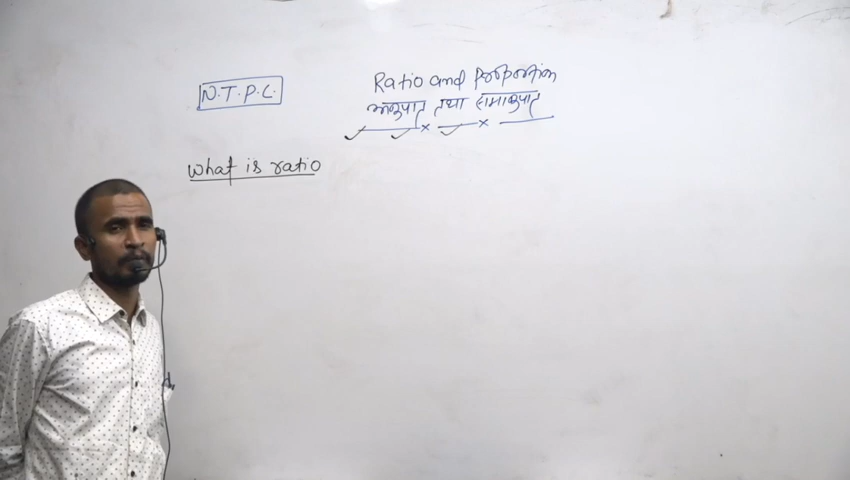 N.T.P.C.
Ratio and Proportion
अनुपात तथा समानुपात
What is ratio